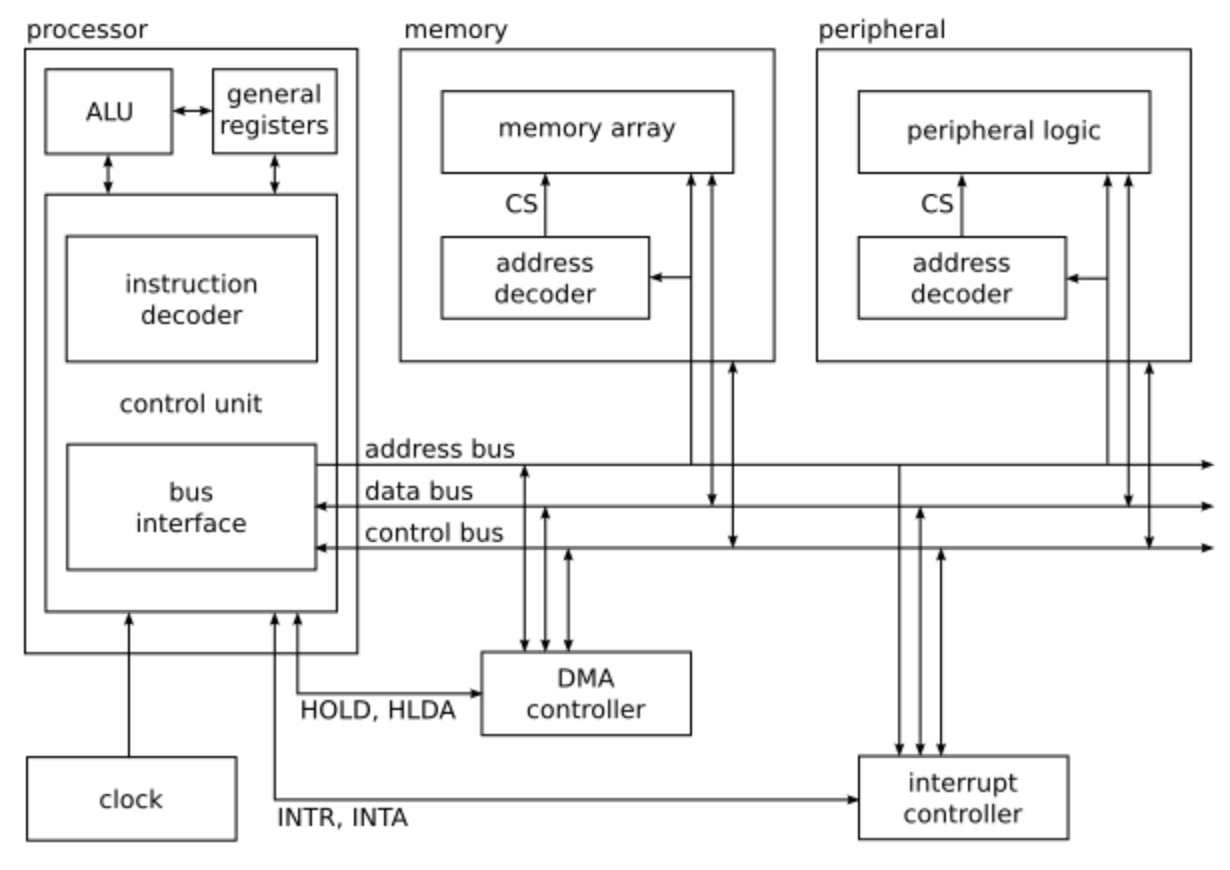 processor
ALU
general
registers
instruction
decoder
control unit
bus
interface
clock
memory
memory array
CS
address
decoder
peripheral
peripheral logic
CS
address
decoder
address bus
data bus
control bus
DMA
controller
HOLD, HLDA
interrupt
controller
INTR, INTA